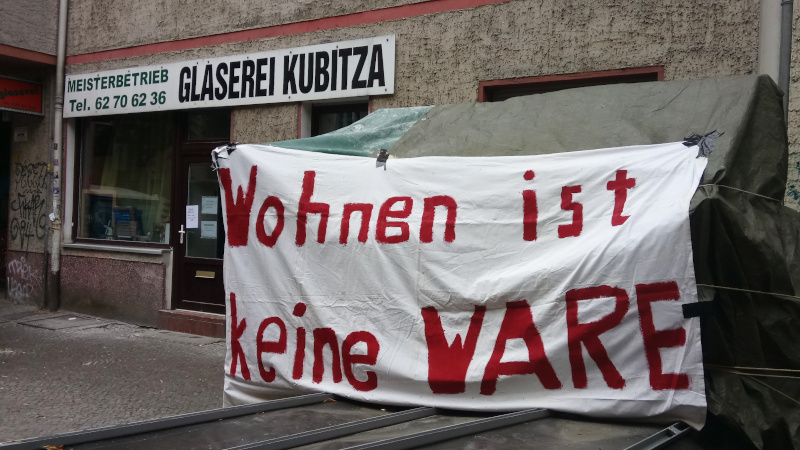 MEISTERBETRIEB
Tel. 62 70 62 36
GLASEREI KUBITZA
Wohnen ist
keine WARE